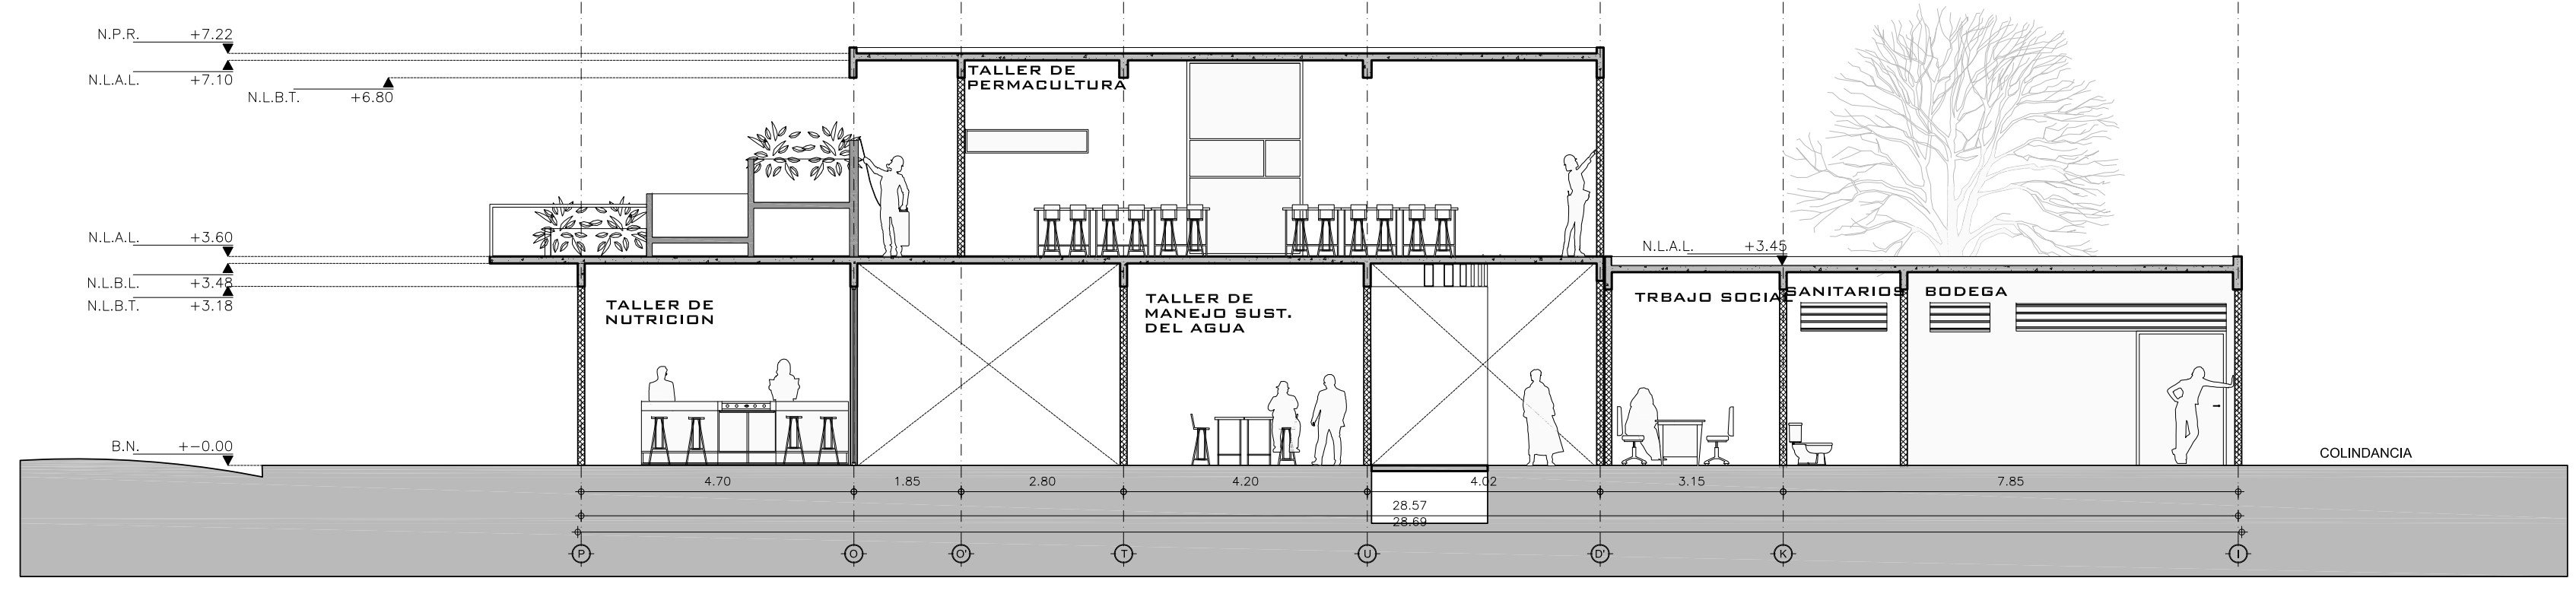 N.P.R. +7.22
N.L.A.L. +7.10
N.L.B.T. +6.80
TALLER DE
PERMACULTURA
N.L.A.L. +3.60
N.L.A.L. +3.45
N.L.B.L. +3.48
N.L.B.T. +3.18
TALLER DE
NUTRICION
TALLER DE
MANEJO SUST.
DEL AGUA
TRBAJO SOCIAL
SANITARIOS
BODEGA
B.N. +-0.00
COLINDANCIA
4.70 1.85 2.80 4.20 4.02 3.15 7.85
28.57
28.69
P O O' T U D' K I